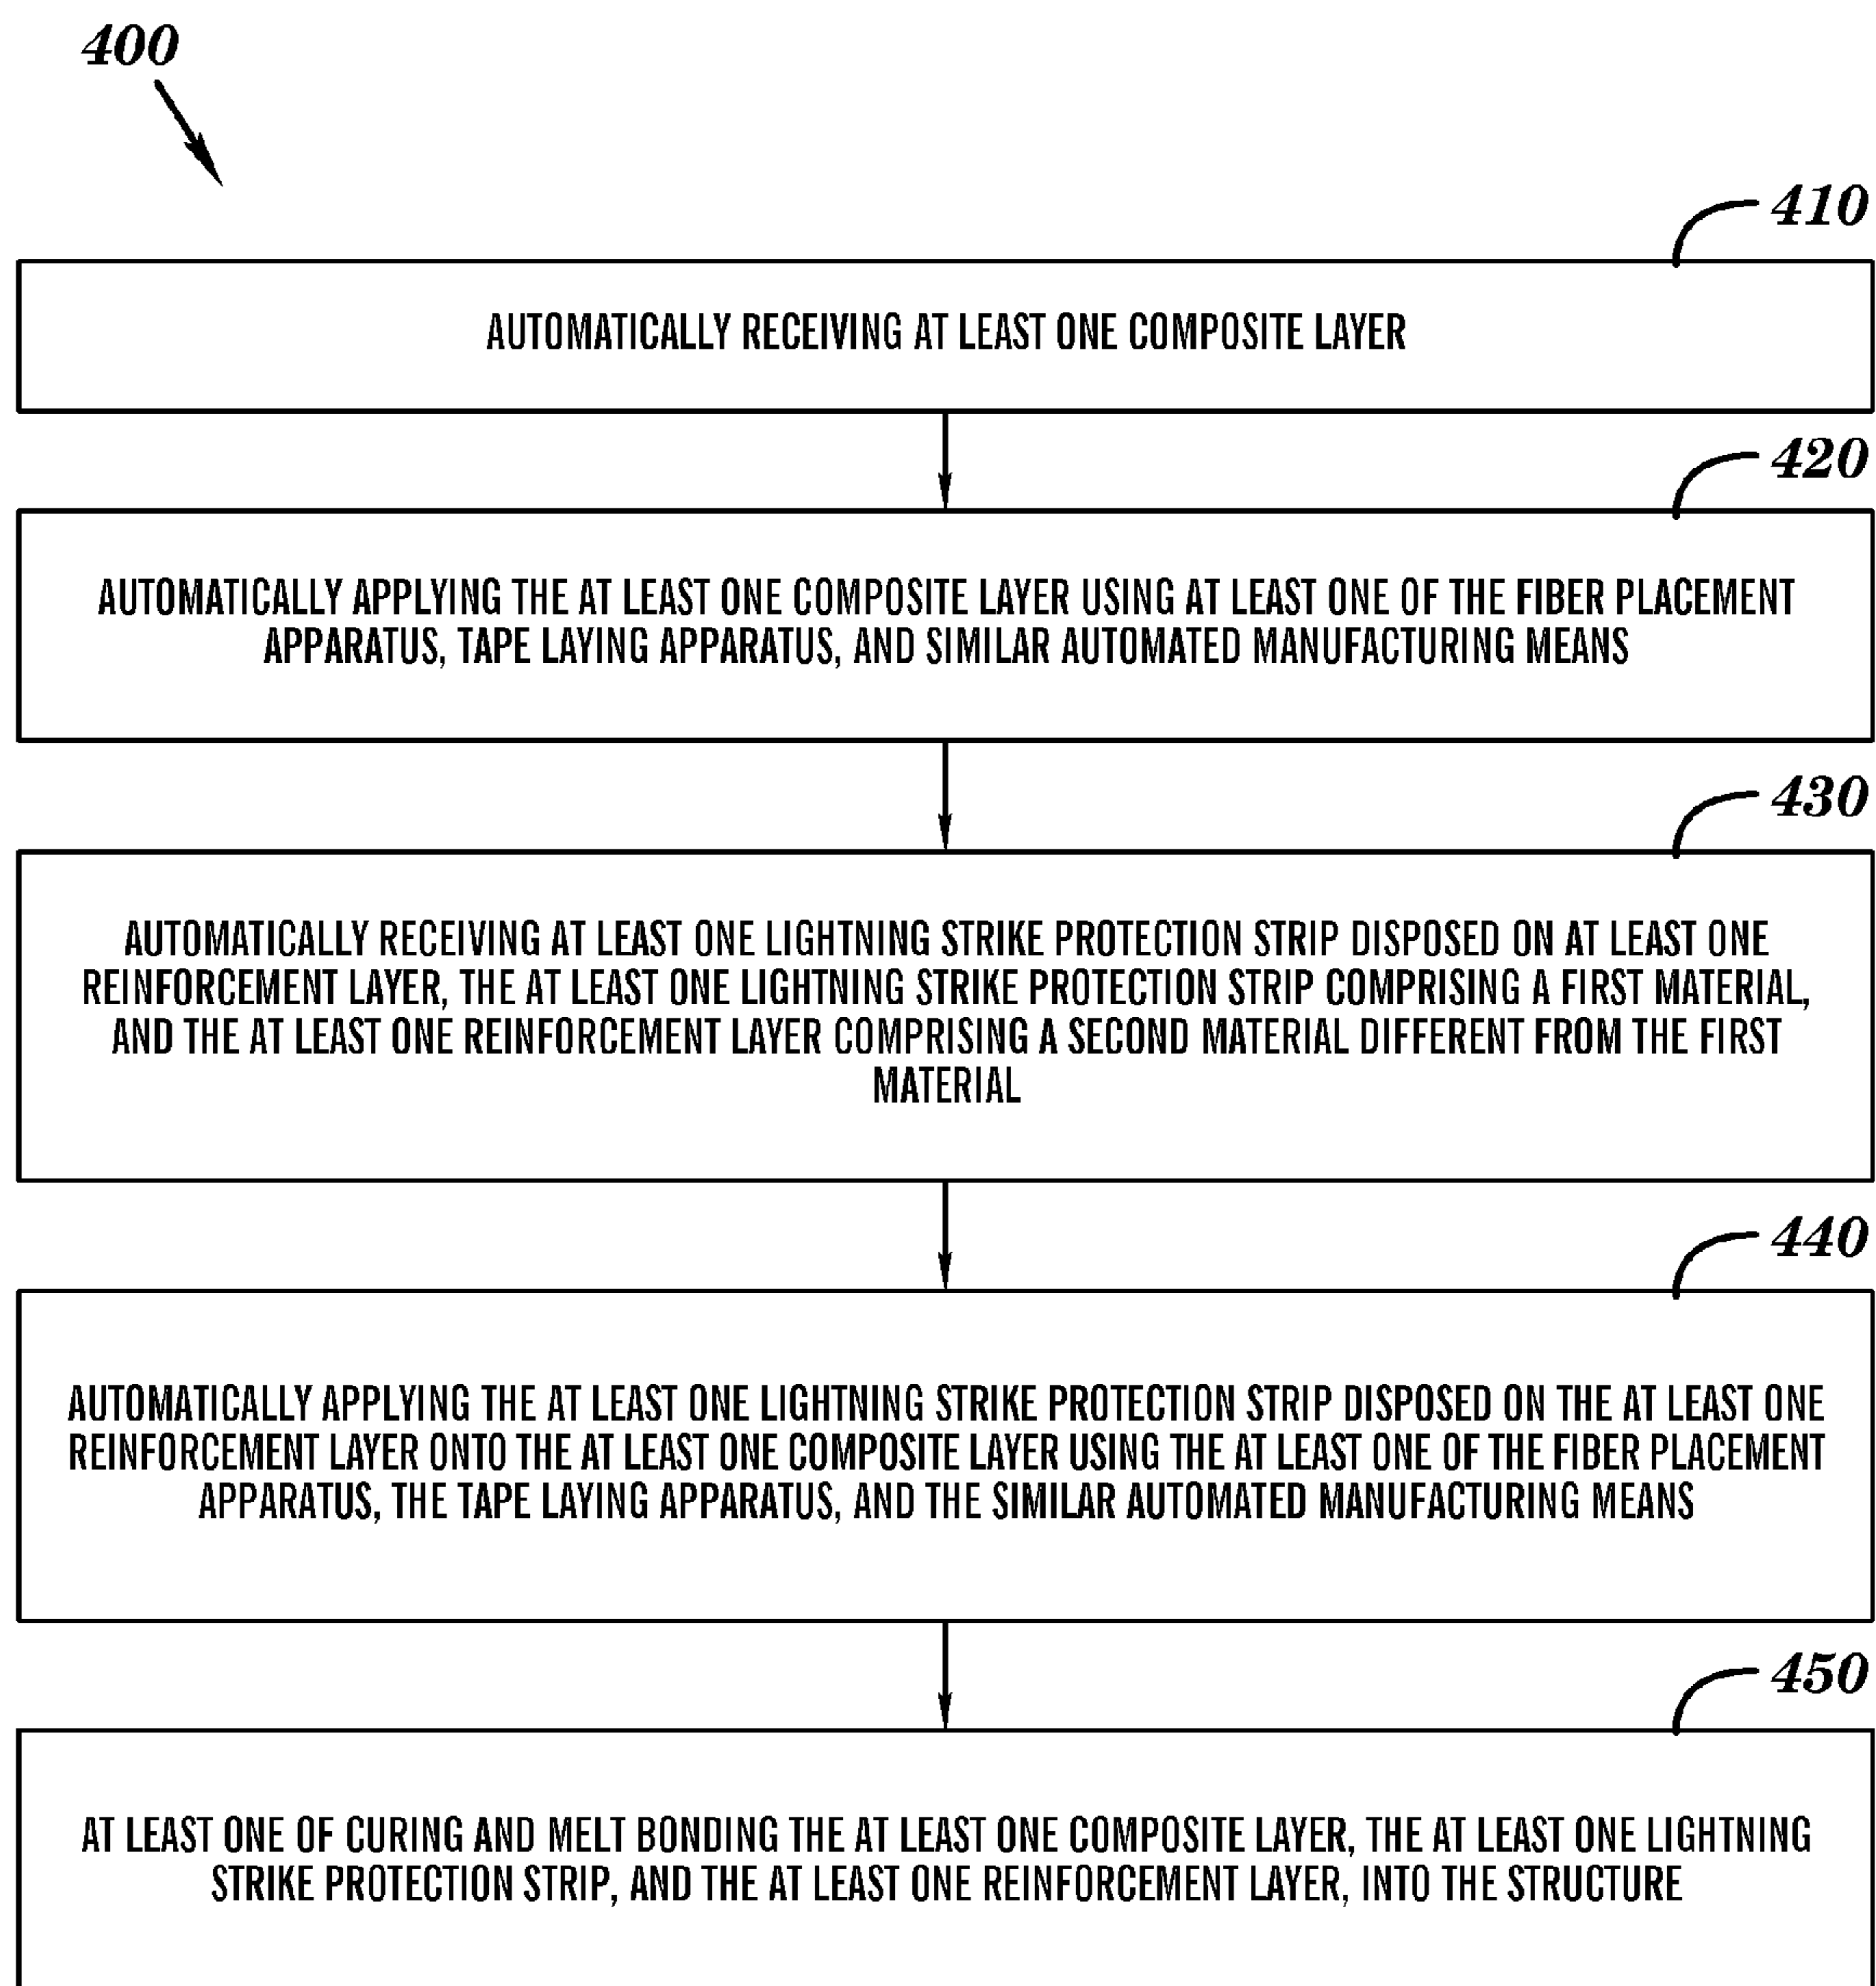 400
410
AUTOMATICALLY RECEIVING AT LEAST ONE COMPOSITE LAYER
420
AUTOMATICALLY APPLYING THE AT LEAST ONE COMPOSITE LAYER USING AT LEAST ONE OF THE FIBER PLACEMENT
APPARATUS, TAPE LAYING APPARATUS, AND SIMILAR AUTOMATED MANUFACTURING MEANS
430
AUTOMATICALLY RECEIVING AT LEAST ONE LIGHTNING STRIKE PROTECTION STRIP DISPOSED ON AT LEAST ONE
REINFORCEMENT LAYER, THE AT LEAST ONE LIGHTNING STRIKE PROTECTION STRIP COMPRISING A FIRST MATERIAL,
AND THE AT LEAST ONE REINFORCEMENT LAYER COMPRISING A SECOND MATERIAL DIFFERENT FROM THE FIRST
MATERIAL
440
AUTOMATICALLY APPLYING THE AT LEAST ONE LIGHTNING STRIKE PROTECTION STRIP DISPOSED ON THE AT LEAST ONE
REINFORCEMENT LAYER ONTO THE AT LEAST ONE COMPOSITE LAYER USING THE AT LEAST ONE OF THE FIBER PLACEMENT
APPARATUS, THE TAPE LAYING APPARATUS, AND THE SIMILAR AUTOMATED MANUFACTURING MEANS
450
AT LEAST ONE OF CURING AND MELT BONDING THE AT LEAST ONE COMPOSITE LAYER, THE AT LEAST ONE LIGHTNING
STRIKE PROTECTION STRIP, AND THE AT LEAST ONE REINFORCEMENT LAYER, INTO THE STRUCTURE